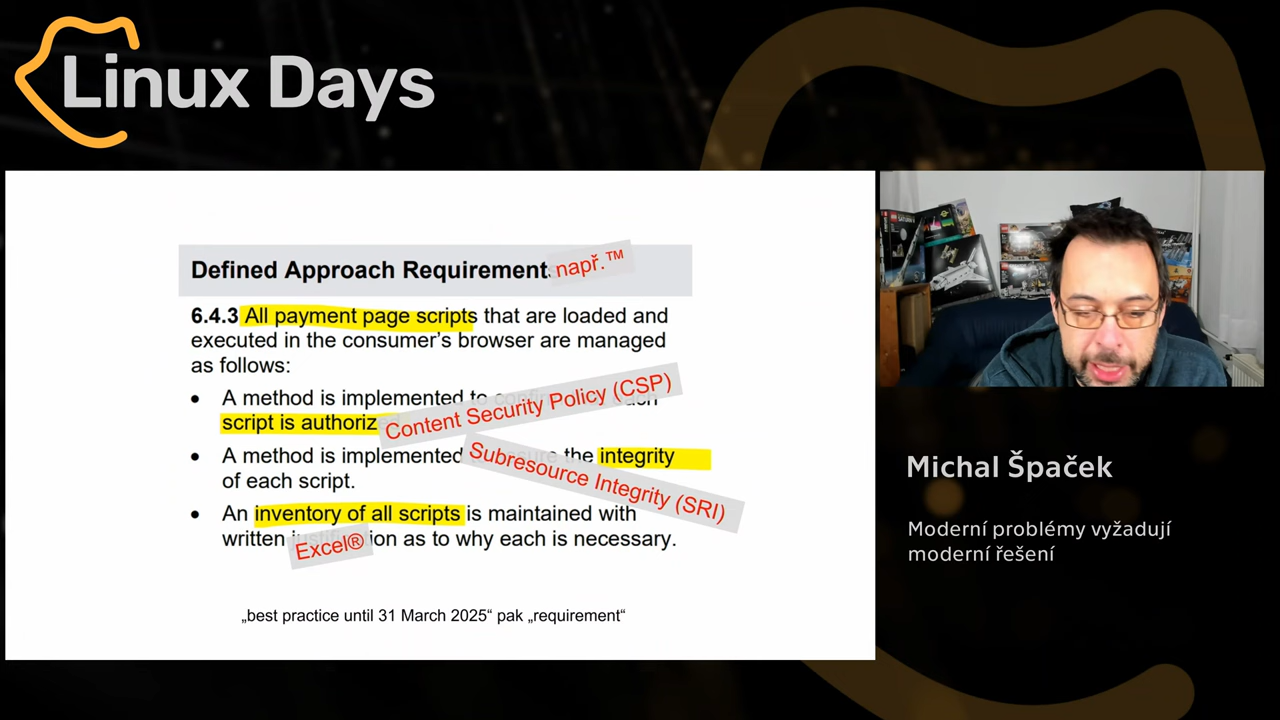 Linux Days
Defined Approach Requirement
např.™
6.4.3 All payment page scripts that are loaded and
executed in the consumer's browser are managed
as follows:
• A method is implemented to
script is authoriz
Content Security Policy (CSP)
• A method is implemented the integrity
of each script.
Subresource Integrity (SRI)
• An inventory of all scripts is maintained with
written ion as to why each is necessary.
Excel®
„best practice until 31 March 2025“ pak „requirement“
Michal Špaček
Moderní problémy vyžadují
moderní řešení